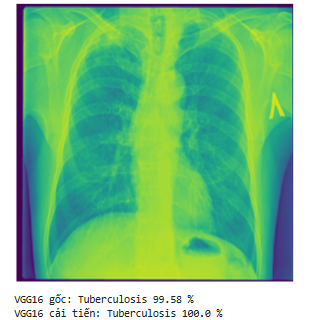 VGG16 gốc: Tuberculosis 99.58 %
VGG16 cải tiến: Tuberculosis 100.0 %